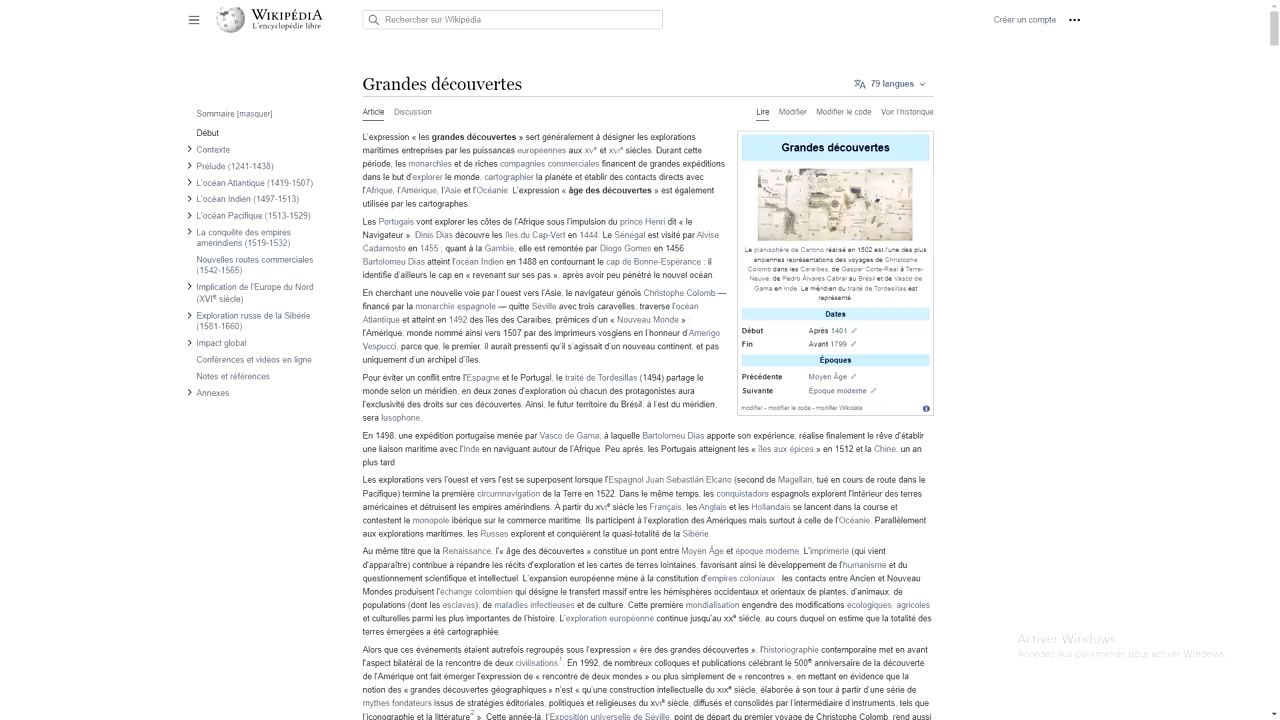 WIKIPÉDIA
L'encyclopédie libre
Rechercher sur Wikipédia
Créer un compte
Grandes découvertes
79 langues
Article Discussion
Lire Modifier Modifier le code Voir l'historique
Sommaire [masquer]
Début
Contexte
Prélude (1241-1438)
L'océan Atlantique (1419-1507)
L'océan Indien (1497-1513)
L'océan Pacifique (1513-1529)
La conquête des empires
amérindiens (1519-1532)
Nouvelles routes commerciales
(1542-1565)
Implication de l'Europe du Nord
(XVIe siècle)
Exploration russe de la Sibérie
(1581-1660)
Impact global
Conférences et vidéos en ligne
Notes et références
Annexes
L'expression « les grandes découvertes » sert généralement à désigner les explorations
maritimes entreprises par les puissances européennes aux XVe et XVIe siècles. Durant cette
période, les monarchies et de riches compagnies commerciales financent de grandes expéditions
dans le but d'explorer le monde, cartographier la planète et établir des contacts directs avec
l'Afrique, l'Amérique, l'Asie et l'Océanie. L'expression « âge des découvertes » est également
utilisée par les cartographes.
Les Portugais vont explorer les côtes de l'Afrique sous l'impulsion du prince Henri dit « le
Navigateur ». Dinis Dias découvre les îles du Cap-Vert en 1444. Le Sénégal est visité par Alvise
Cadamosto en 1455 ; quant à la Gambie, elle est remontée par Diogo Gomes en 1456.
Bartolomeu Dias atteint l'océan Indien en 1488 en contournant le cap de Bonne-Espérance : il
identifie d'ailleurs le cap en « revenant sur ses pas », après avoir peu pénétré le nouvel océan.
En cherchant une nouvelle voie par l'ouest vers l'Asie, le navigateur génois Christophe Colomb —
financé par la monarchie espagnole — quitte Séville avec trois caravelles, traverse l'océan
Atlantique et atteint en 1492 des îles des Caraïbes, prémices d'un « Nouveau Monde » :
l'Amérique, monde nommé ainsi vers 1507 par des imprimeurs vosgiens en l'honneur d'Amerigo
Vespucci, parce que, le premier, il aurait pressenti qu'il s'agissait d'un nouveau continent, et pas
uniquement d'un archipel d'îles.
Pour éviter un conflit entre l'Espagne et le Portugal, le traité de Tordesillas (1494) partage le
monde selon un méridien, en deux zones d'exploration où chacun des protagonistes aura
l'exclusivité des droits sur ces découvertes. Ainsi, le futur territoire du Brésil, à l'est du méridien,
sera lusophone.
En 1498, une expédition portugaise menée par Vasco de Gama, à laquelle Bartolomeu Dias apporte son expérience, réalise finalement le rêve d'établir
une liaison maritime avec l'Inde en naviguant autour de l'Afrique. Peu après, les Portugais atteignent les « îles aux épices » en 1512 et la Chine, un an
plus tard.
Les explorations vers l'ouest et vers l'est se superposent lorsque l'Espagnol Juan Sebastián Elcano (second de Magellan, tué en cours de route dans le
Pacifique) termine la première circumnavigation de la Terre en 1522. Dans le même temps, les conquistadors espagnols explorent l'intérieur des terres
américaines et détruisent les empires amérindiens. À partir du XVIe siècle les Français, les Anglais et les Hollandais se lancent dans la course et
contestent le monopole ibérique sur le commerce maritime. Ils participent à l'exploration des Amériques mais surtout à celle de l'Océanie. Parallèlement
aux explorations maritimes, les Russes explorent et conquièrent la quasi-totalité de la Sibérie.
Au même titre que la Renaissance, l'« âge des découvertes » constitue un pont entre Moyen Âge et époque moderne. L'imprimerie (qui vient
d'apparaître) contribue à répandre les récits d'exploration et les cartes de terres lointaines, favorisant ainsi le développement de l'humanisme et du
questionnement scientifique et intellectuel. L'expansion européenne mène à la constitution d'empires coloniaux : les contacts entre Ancien et Nouveau
Mondes produisent l'échange colombien qui désigne le transfert massif entre les hémisphères occidentaux et orientaux de plantes, d'animaux, de
populations (dont les esclaves), de maladies infectieuses et de culture. Cette première mondialisation engendre des modifications écologiques, agricoles
et culturelles parmi les plus importantes de l'histoire. L'exploration européenne continue jusqu'au XXe siècle, au cours duquel on estime que la totalité des
terres émergées a été cartographiée.
Alors que ces événements étaient autrefois regroupés sous l'expression « ère des grandes découvertes », l'historiographie contemporaine met en avant
l'aspect bilatéral de la rencontre de deux civilisations1. En 1992, de nombreux colloques et publications célébrant le 500e anniversaire de la découverte
de l'Amérique ont fait émerger l'expression de « rencontre de deux mondes » ou plus simplement de « rencontres », en mettant en évidence que la
notion des « grandes découvertes géographiques » n'est « qu'une construction intellectuelle du XIXe siècle, élaborée à son tour à partir d'une série de
mythes fondateurs issus de stratégies éditoriales, politiques et religieuses du XVIe siècle, diffusés et consolidés par l'intermédiaire d'instruments, tels que
l'iconographie et la littérature2 ». Cette année-là, l'Exposition universelle de Séville, point de départ du premier voyage de Christophe Colomb, rend aussi
Grandes découvertes
Le planisphère de Cantino réalisé en 1502 est l'une des plus
anciennes représentations des voyages de Christophe
Colomb dans les Caraïbes, de Gaspar Corte-Real à Terre-
Neuve, de Pedro Álvares Cabral au Brésil et de Vasco de
Gama en Inde. Le méridien du traité de Tordesillas est
représenté.
Dates
Début Après 1401
Fin Avant 1799
Époques
Précédente Moyen Âge
Suivante Époque moderne
modifier - modifier le code - modifier Wikidata
Activer Windows
Accédez aux paramètres pour activer Windows.